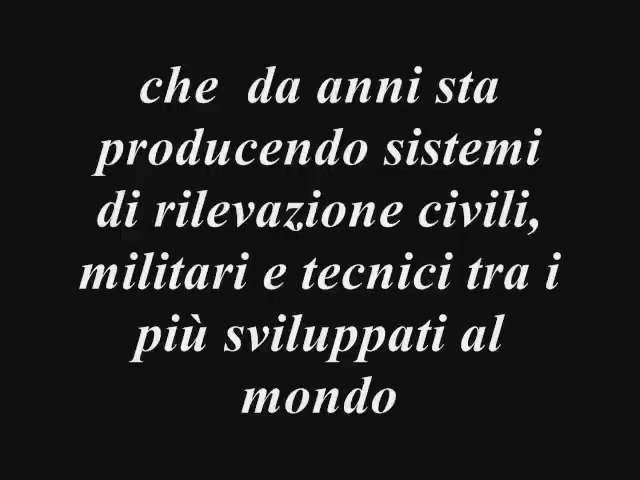 che  da anni sta
producendo sistemi
di rilevazione civili,
militari e tecnici tra i
più sviluppati al
mondo